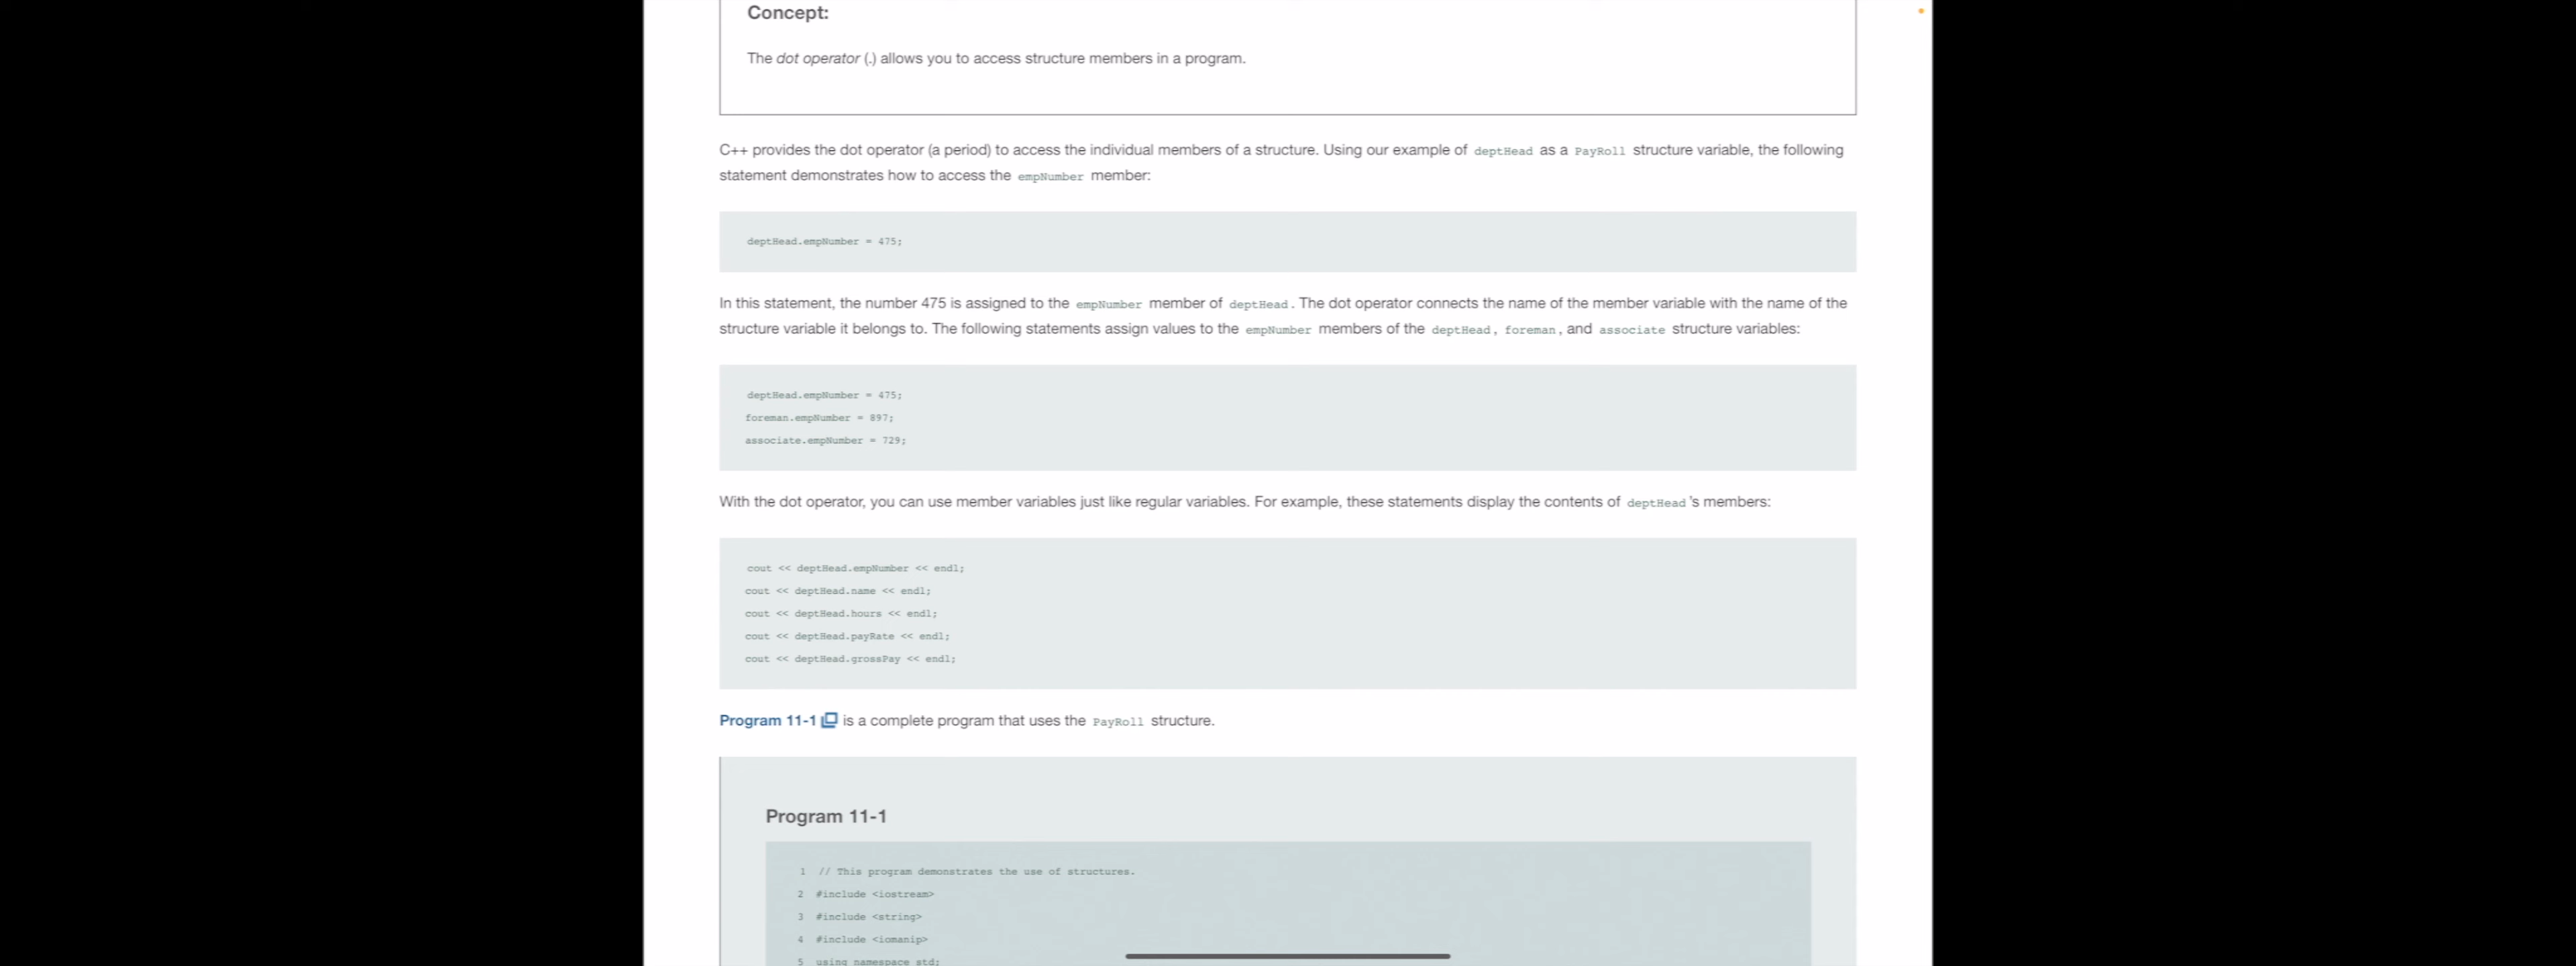 Concept:
The dot operator (.) allows you to access structure members in a program.
C++ provides the dot operator (a period) to access the individual members of a structure. Using our example of deptHead as a PayRoll structure variable, the following
statement demonstrates how to access the empNumber member:
deptHead.empNumber = 475;
In this statement, the number 475 is assigned to the empNumber member of deptHead. The dot operator connects the name of the member variable with the name of the
structure variable it belongs to. The following statements assign values to the empNumber members of the deptHead, foreman, and associate structure variables:
deptHead.empNumber = 475;
foreman.empNumber = 897;
associate.empNumber = 729;
With the dot operator, you can use member variables just like regular variables. For example, these statements display the contents of deptHead's members:
cout << deptHead.empNumber << endl;
cout << deptHead.name << endl;
cout << deptHead.hours << endl;
cout << deptHead.payRate << endl;
cout << deptHead.grossPay << endl;
Program 11-1 is a complete program that uses the PayRoll structure.
Program 11-1
1 // This program demonstrates the use of structures.
2 #include <iostream>
3 #include <string>
4 #include <iomanip>
5 using namespace std;